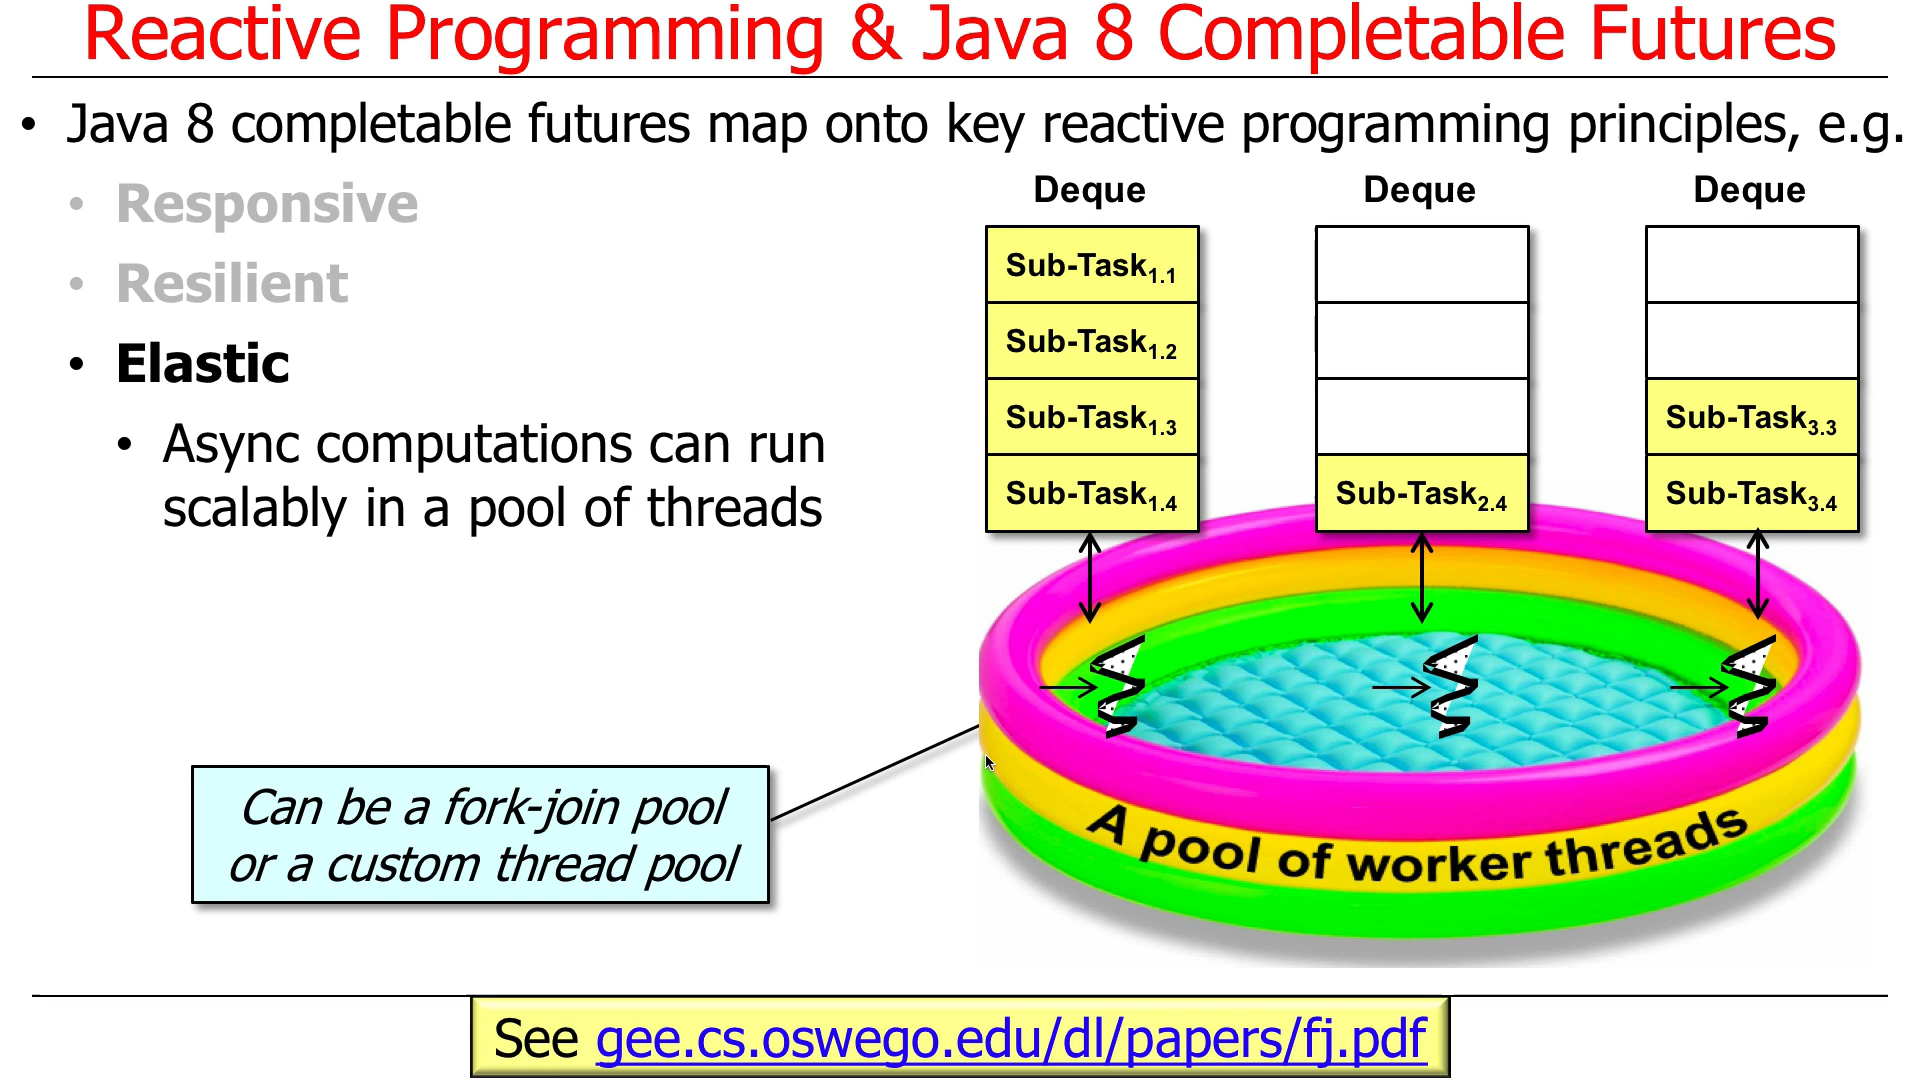 Reactive Programming & Java 8 Completable Futures
• Java 8 completable futures map onto key reactive programming principles, e.g.
• Responsive
• Resilient
• Elastic
• Async computations can run
scalably in a pool of threads
Deque
Sub-Task1.1
Sub-Task1.2
Sub-Task1.3
Sub-Task1.4
Deque
Sub-Task2.4
Deque
Sub-Task3.3
Sub-Task3.4
Can be a fork-join pool
or a custom thread pool
A pool of worker threads
See gee.cs.oswego.edu/dl/papers/fj.pdf